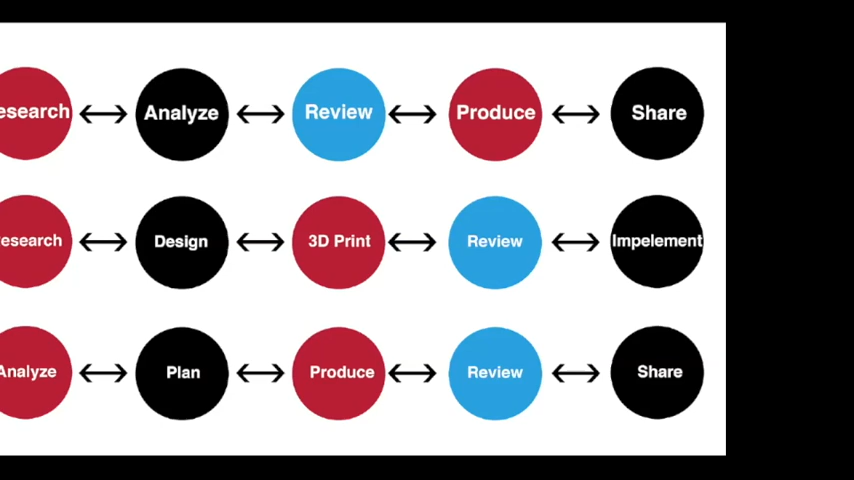 esearch Analyze Review Produce Share
esearch Design 3D Print Review Impelement
Analyze Plan Produce Review Share